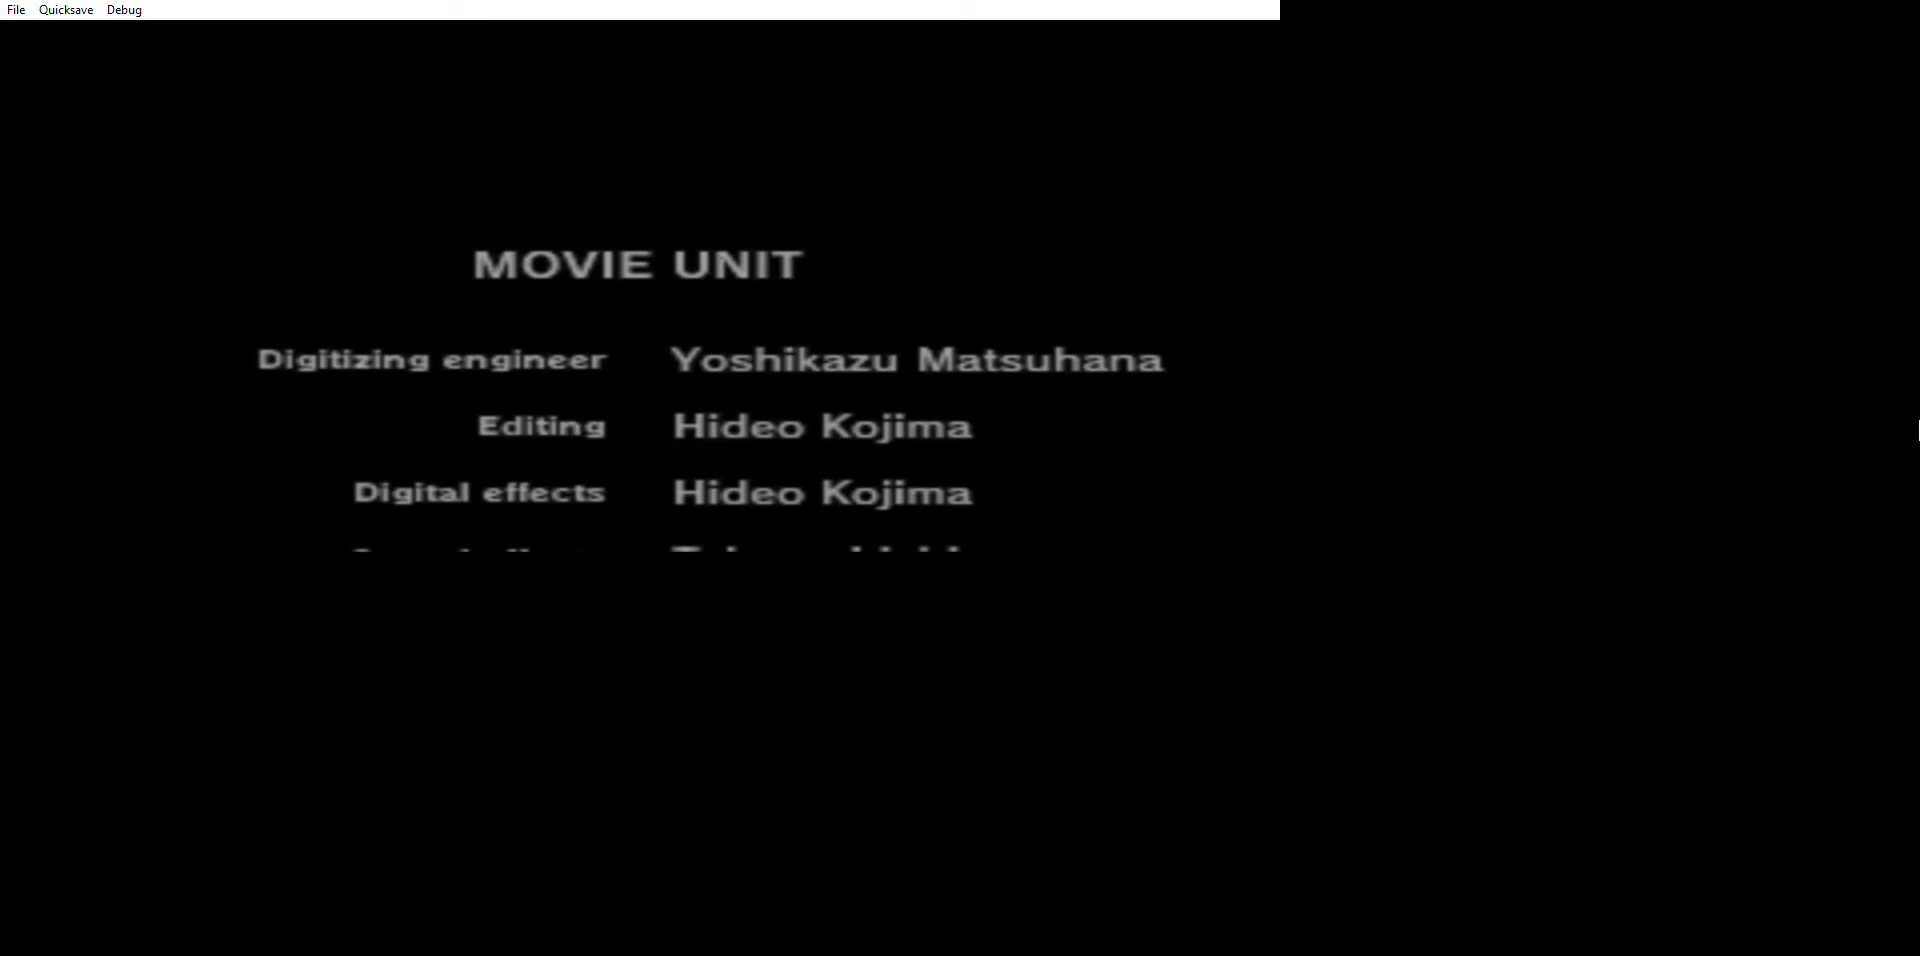 File Quicksave Debug
MOVIE UNIT
Digitizing engineer Yoshikazu Matsuhana
Editing Hideo Kojima
Digital effects Hideo Kojima